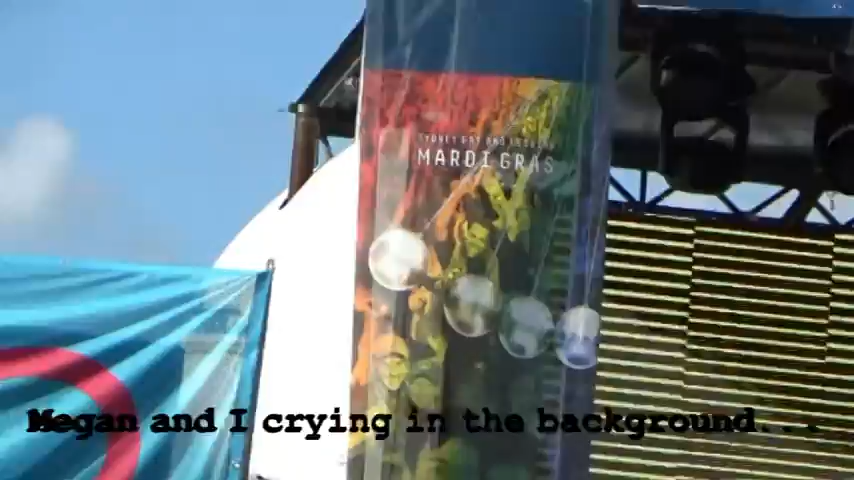 SYDNEY GAY AND LESBIAN
MARDI GRAS
Megan and I crying in the background...